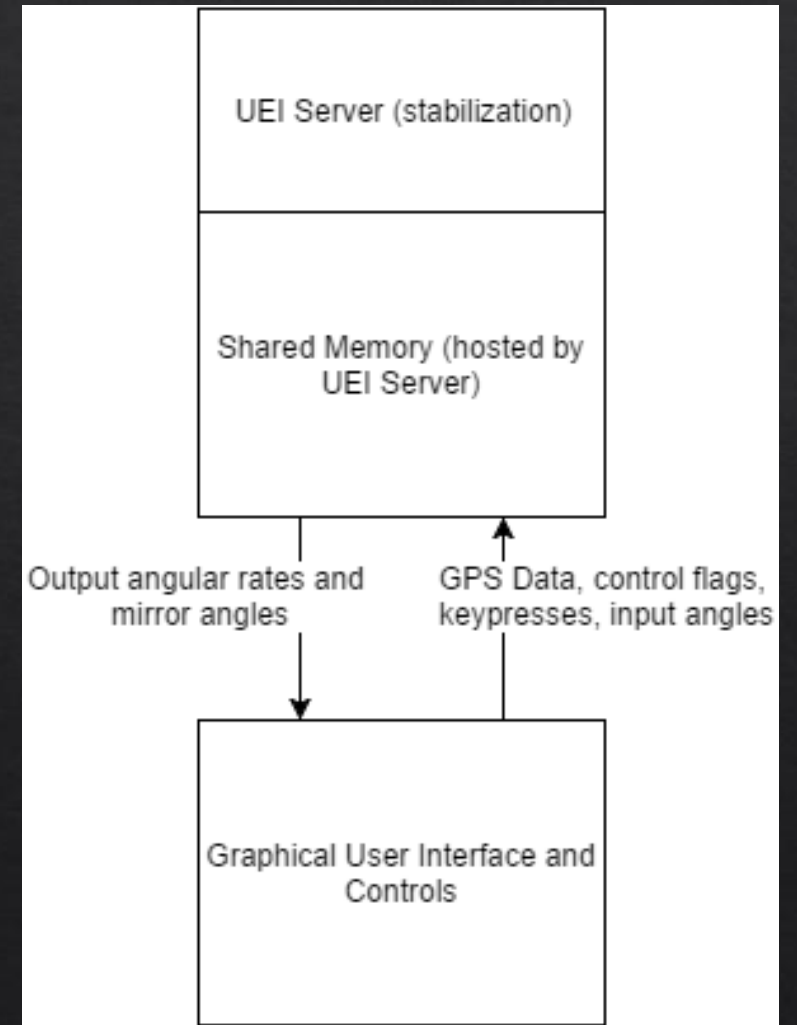 UEI Server (stabilization)
Shared Memory (hosted by
UEI Server)
Output angular rates and
mirror angles
GPS Data, control flags,
keypresses, input angles
Graphical User Interface and
Controls